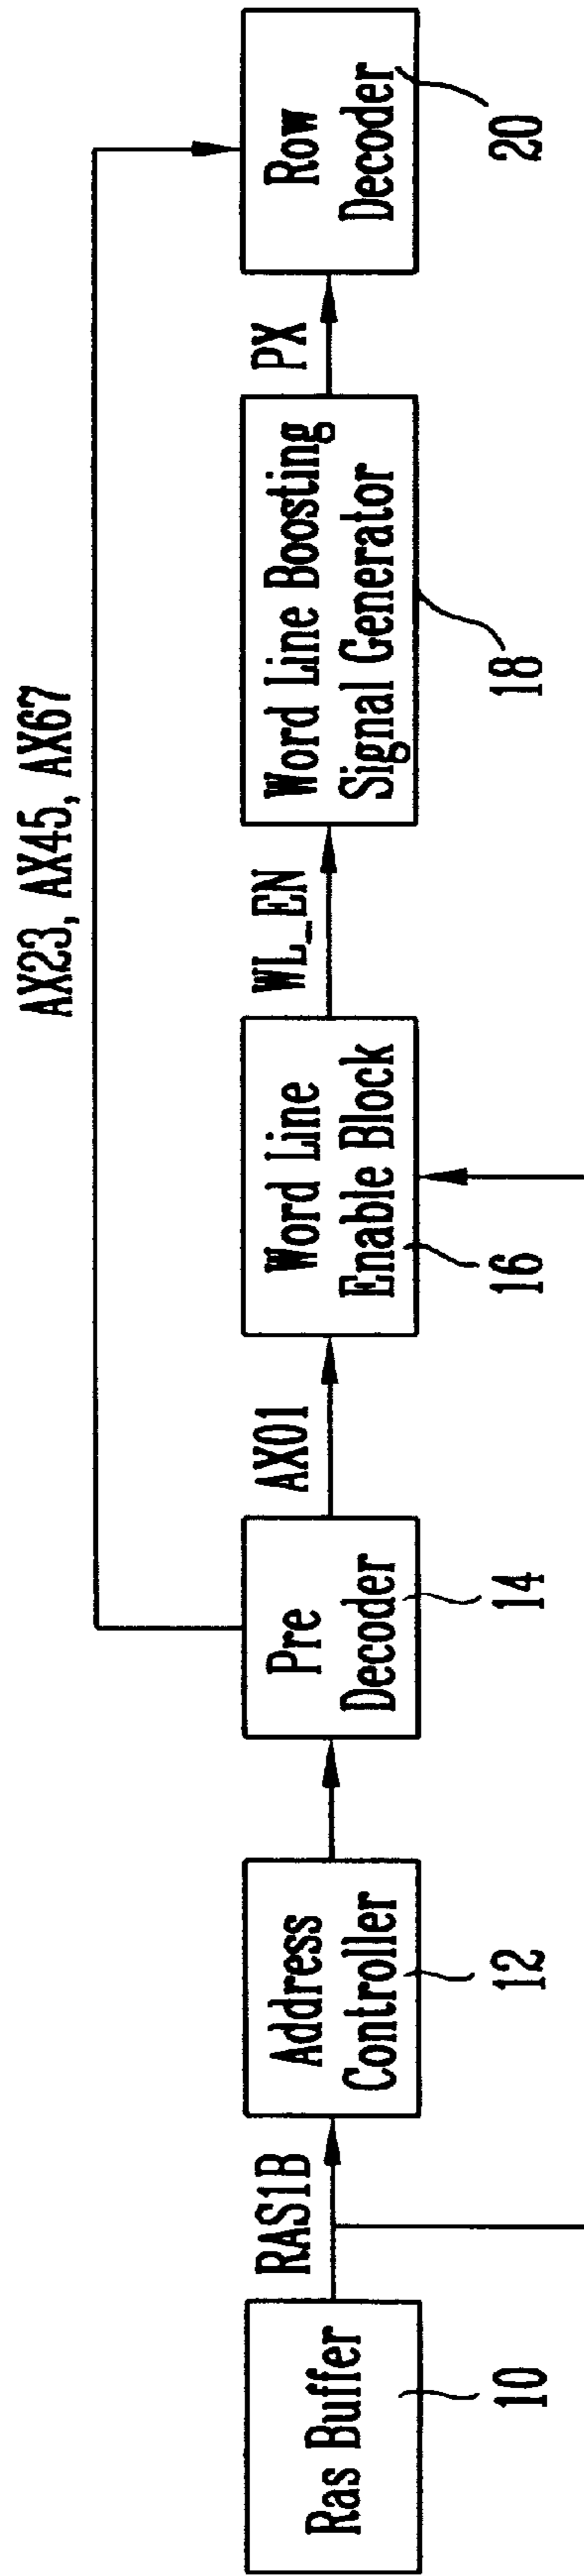 AX23, AX45, AX67
Ras Buffer
10
RAS1B
Address
Controller
12
Pre
Decoder
14
AX01
Word Line
Enable Block
16
WL_EN
Word Line Boosting
Signal Generator
18
PX
Row
Decoder
20